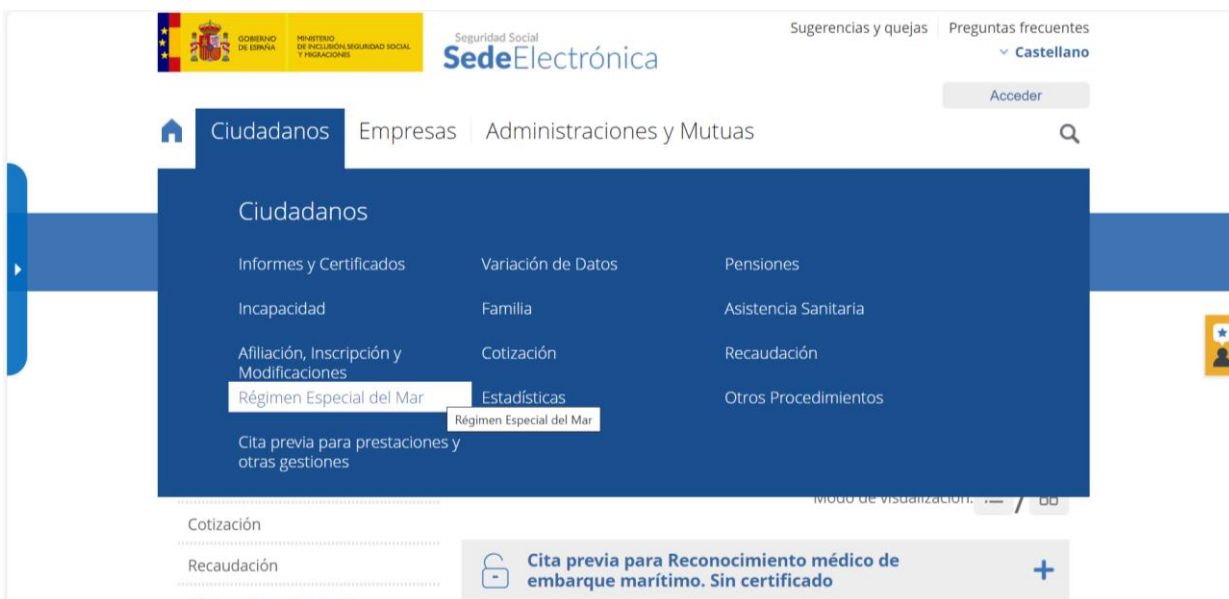 GOBIERNO
DE ESPAÑA
MINISTERIO
DE INCLUSIÓN, SEGURIDAD SOCIAL
Y MIGRACIONES
Seguridad Social
SedeElectrónica
Sugerencias y quejas
Preguntas frecuentes
Castellano
Acceder
Ciudadanos
Empresas
Administraciones y Mutuas
Ciudadanos
Informes y Certificados
Variación de Datos
Pensiones
Incapacidad
Familia
Asistencia Sanitaria
Afiliación, Inscripción y
Modificaciones
Cotización
Recaudación
Régimen Especial del Mar
Estadísticas
Otros Procedimientos
Régimen Especial del Mar
Cita previa para prestaciones y
otras gestiones
Modo de visualización:
/
Cotización
Recaudación
Cita previa para Reconocimiento médico de
embarque marítimo. Sin certificado
+